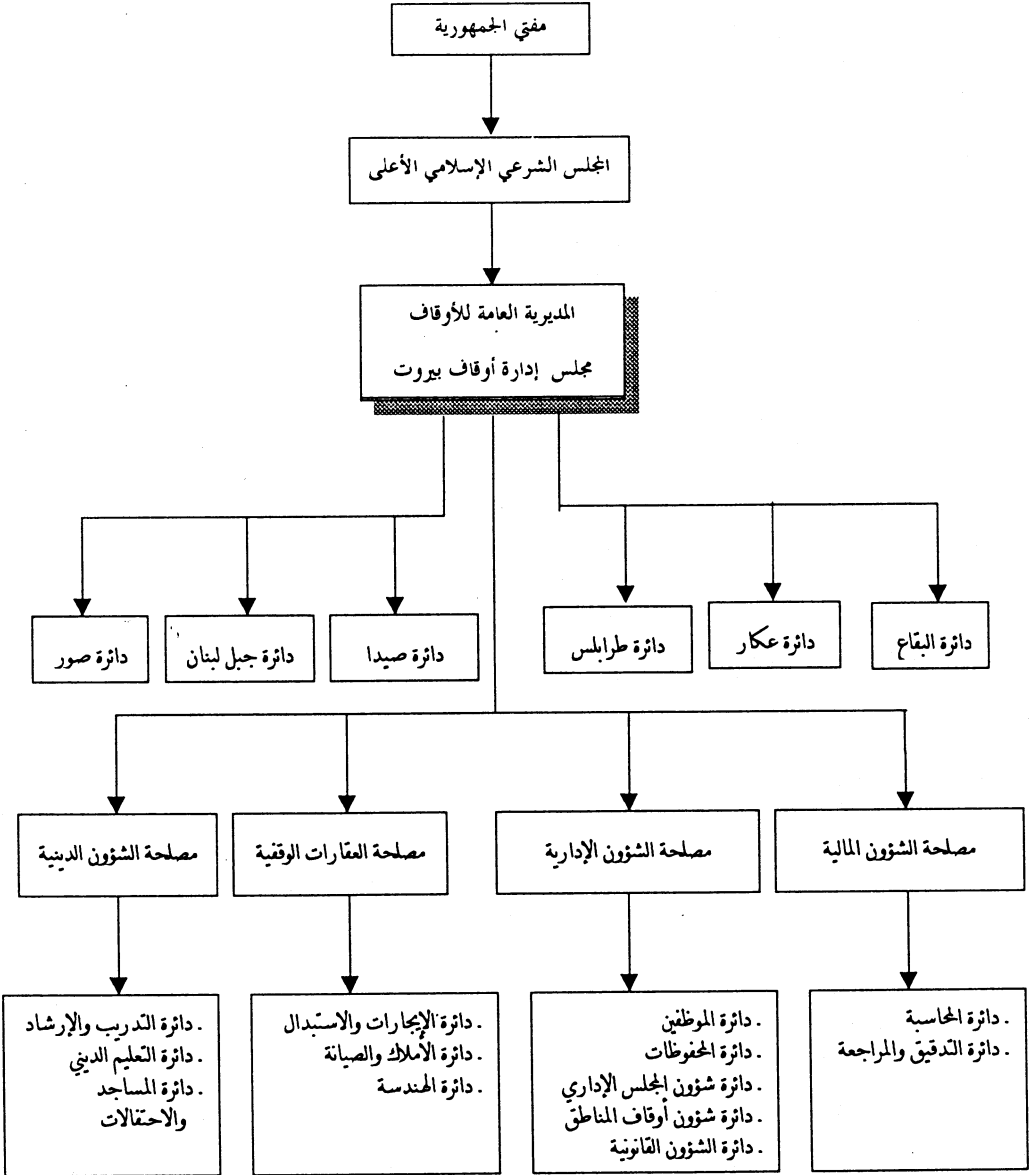 مفتي الجمهورية
المجلس الشرعي الإسلامي الأعلى
المديرية العامة للأوقاف
مجلس إدارة أوقاف بيروت
دائرة البقاع
دائرة عكار
دائرة طرابلس
دائرة صيدا
دائرة جبل لبنان
دائرة صور
مصلحة الشؤون المالية
مصلحة الشؤون الإدارية
مصلحة العقارات الوقفية
مصلحة الشؤون الدينية
. دائرة المحاسبة
. دائرة التدقيق والمراجعة
. دائرة الموظفين
. دائرة المحفوظات
. دائرة شؤون المجلس الإداري
. دائرة شؤون أوقاف المناطق
. دائرة الشؤون القانونية
. دائرة الإيجارات والاستبدال
. دائرة الأملاك والصيانة
. دائرة الهندسة
. دائرة التدريب والإرشاد
. دائرة التعليم الديني
. دائرة المساجد
والاحتفالات